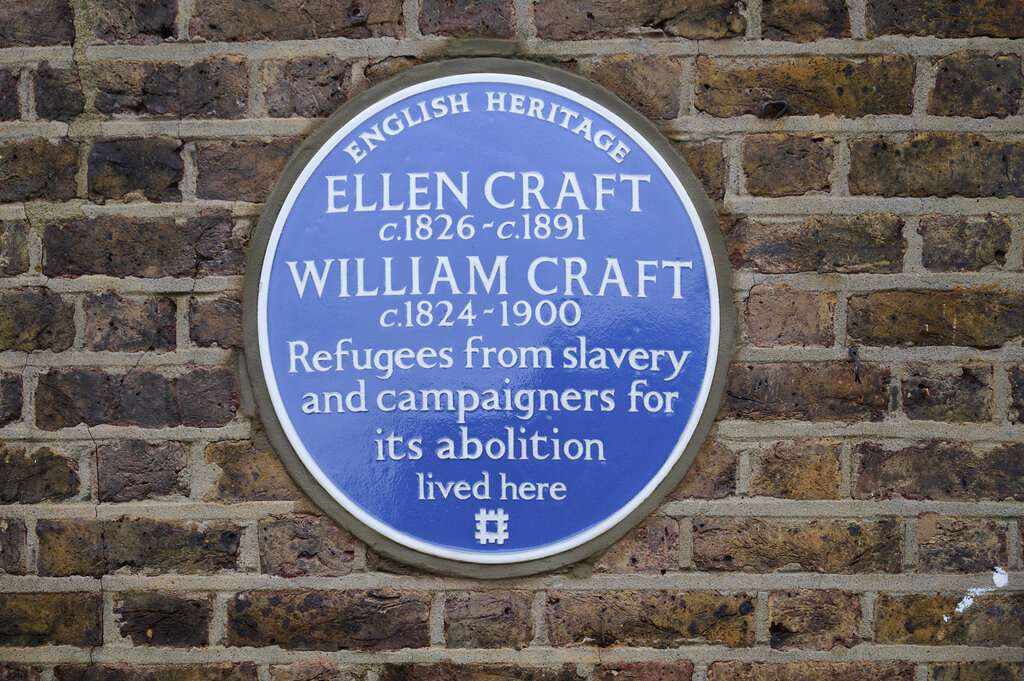 ENGLISH HERITAGE
ELLEN CRAFT
c.1826-c.1891
WILLIAM CRAFT
c.1824-1900
Refugees from slavery
and campaigners for
its abolition
lived here